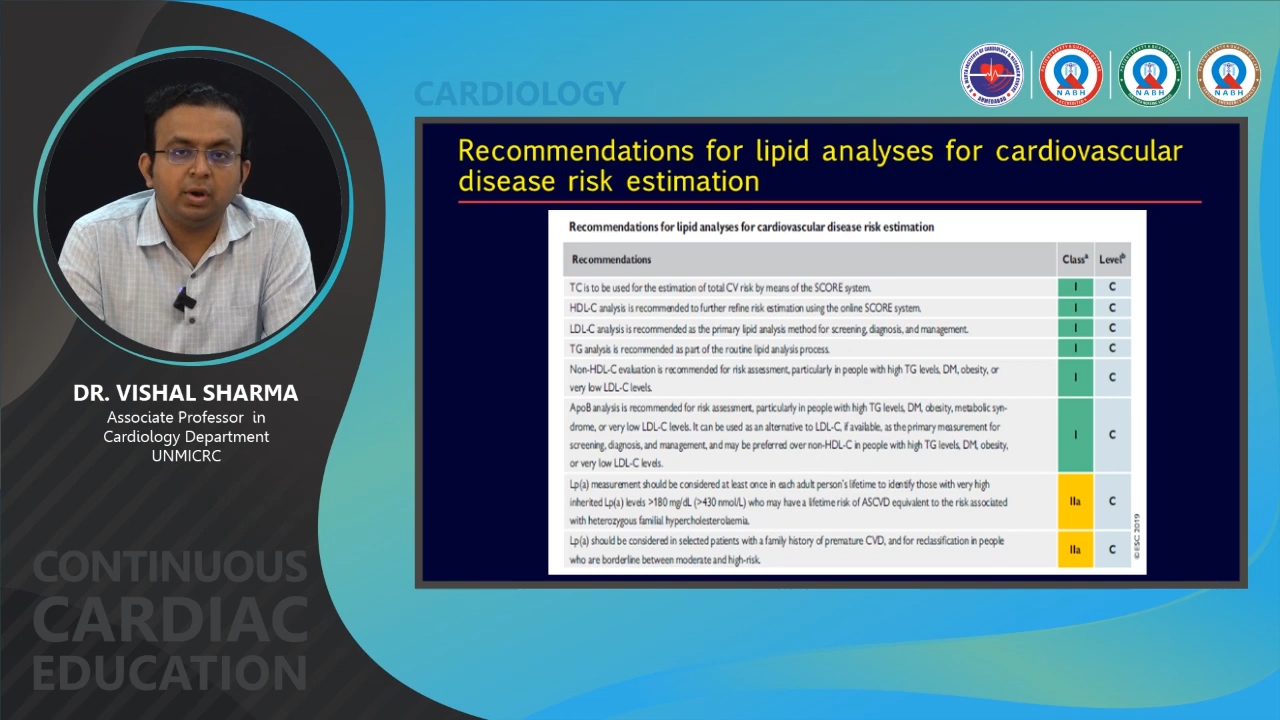 CARDIOLOGY
NABH
NABH
NABH
Recommendations for lipid analyses for cardiovascular
disease risk estimation
Recommendations for lipid analyses for cardiovascular disease risk estimation
Recommendations Classᵃ Levelᵇ
TC is to be used for the estimation of total CV risk by means of the SCORE system. I C
HDL-C analysis is recommended to further refine risk estimation using the online SCORE system. I C
LDL-C analysis is recommended as the primary lipid analysis method for screening, diagnosis, and management. I C
TG analysis is recommended as part of the routine lipid analysis process. I C
Non-HDL-C evaluation is recommended for risk assessment, particularly in people with high TG levels, DM, obesity, or
very low LDL-C levels. I C
ApoB analysis is recommended for risk assessment, particularly in people with high TG levels, DM, obesity, metabolic syn-
drome, or very low LDL-C levels. It can be used as an alternative to LDL-C, if available, as the primary measurement for
screening, diagnosis, and management, and may be preferred over non-HDL-C in people with high TG levels, DM, obesity,
or very low LDL-C levels. I C
Lp(a) measurement should be considered at least once in each adult person's lifetime to identify those with very high
inherited Lp(a) levels >180 mg/dL (>430 nmol/L) who may have a lifetime risk of ASCVD equivalent to the risk associated
with heterozygous familial hypercholesterolaemia. IIa C
Lp(a) should be considered in selected patients with a family history of premature CVD, and for reclassification in people
who are borderline between moderate and high-risk. IIa C
©ESC 2019
DR. VISHAL SHARMA
Associate Professor in
Cardiology Department
UNMICRC
CONTINUOUS
CARDIAC
EDUCATION